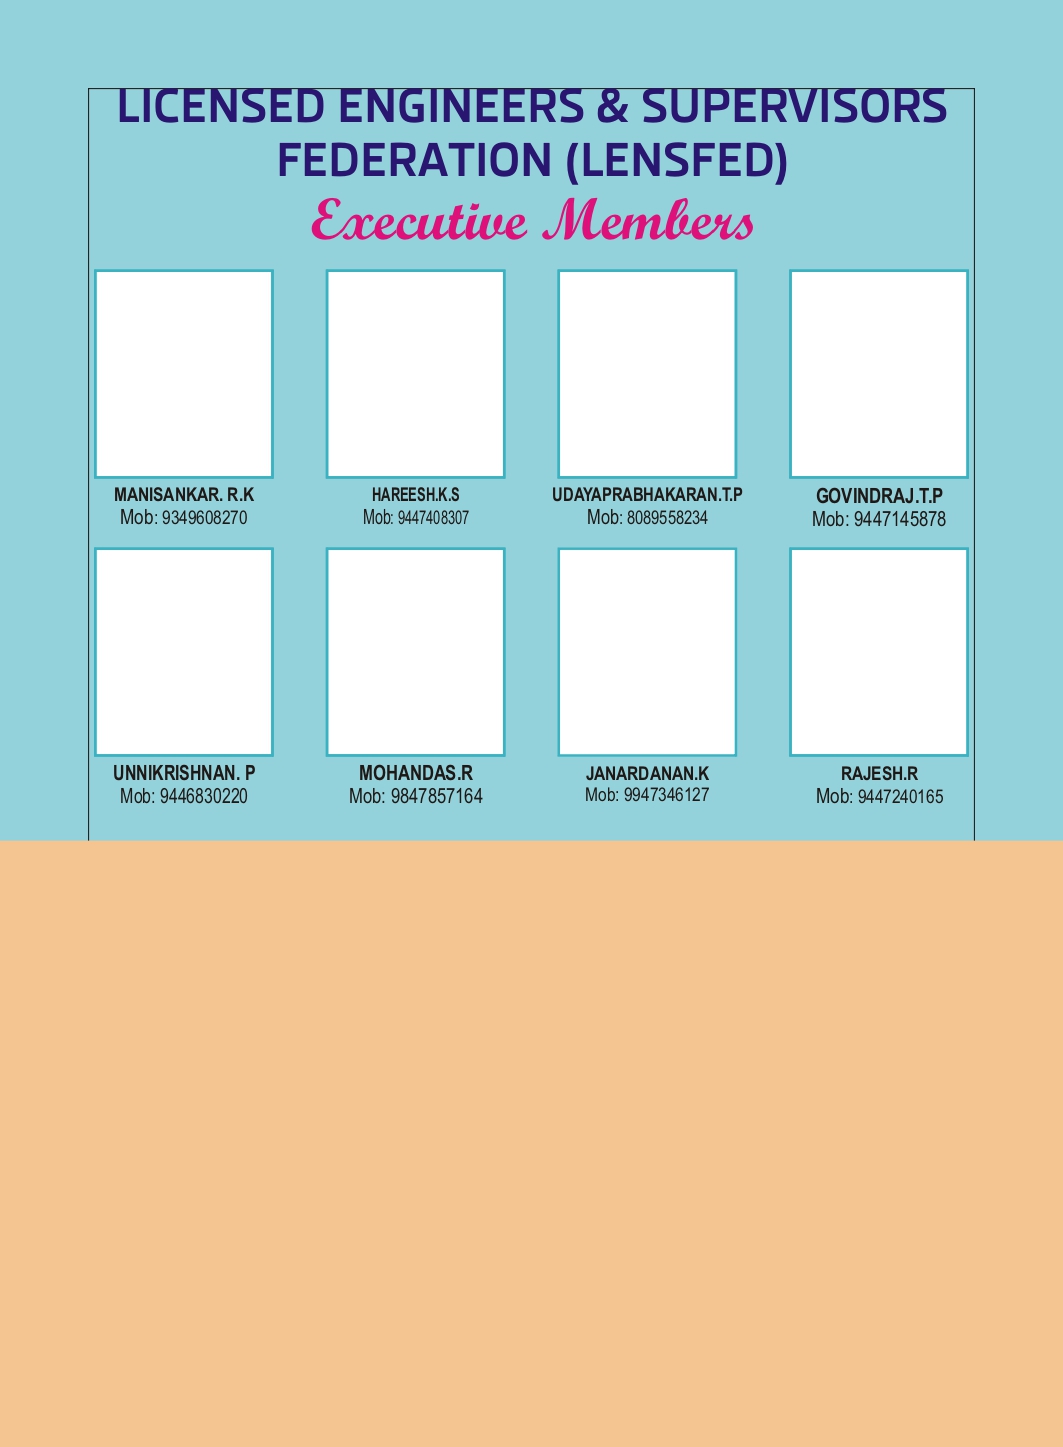 LICENSED ENGINEERS & SUPERVISORS
FEDERATION (LENSFED)
Executive Members
MANISANKAR. R.K
Mob: 9349608270
HAREESH.K.S
Mob: 9447408307
UDAYAPRABHAKARAN.T.P
Mob: 8089558234
GOVINDRAJ.T.P
Mob: 9447145878
UNNIKRISHNAN. P
Mob: 9446830220
MOHANDAS.R
Mob: 9847857164
JANARDANAN.K
Mob: 9947346127
RAJESH.R
Mob: 9447240165